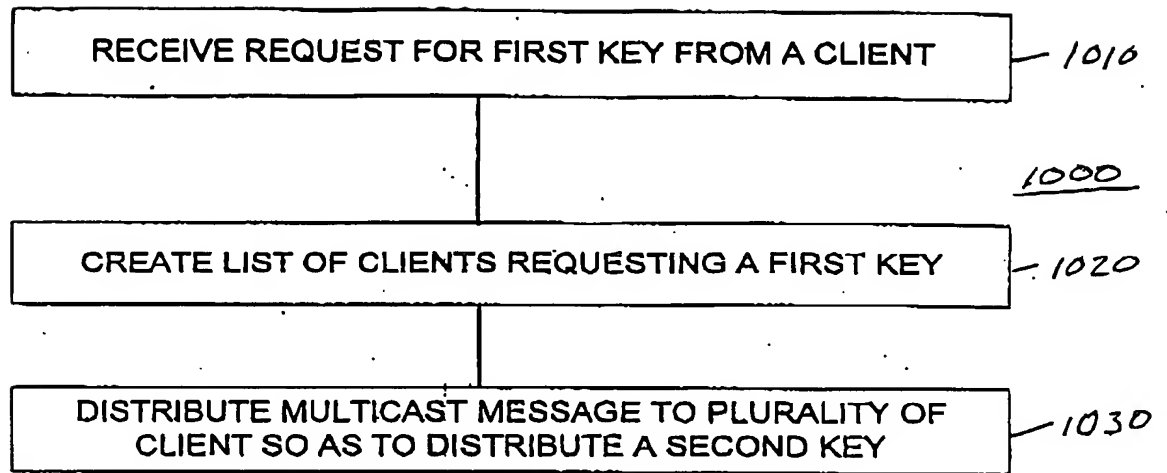 RECEIVE REQUEST FOR FIRST KEY FROM A CLIENT
1010
1000
CREATE LIST OF CLIENTS REQUESTING A FIRST KEY
1020
DISTRIBUTE MULTICAST MESSAGE TO PLURALITY OF
CLIENT SO AS TO DISTRIBUTE A SECOND KEY
1030